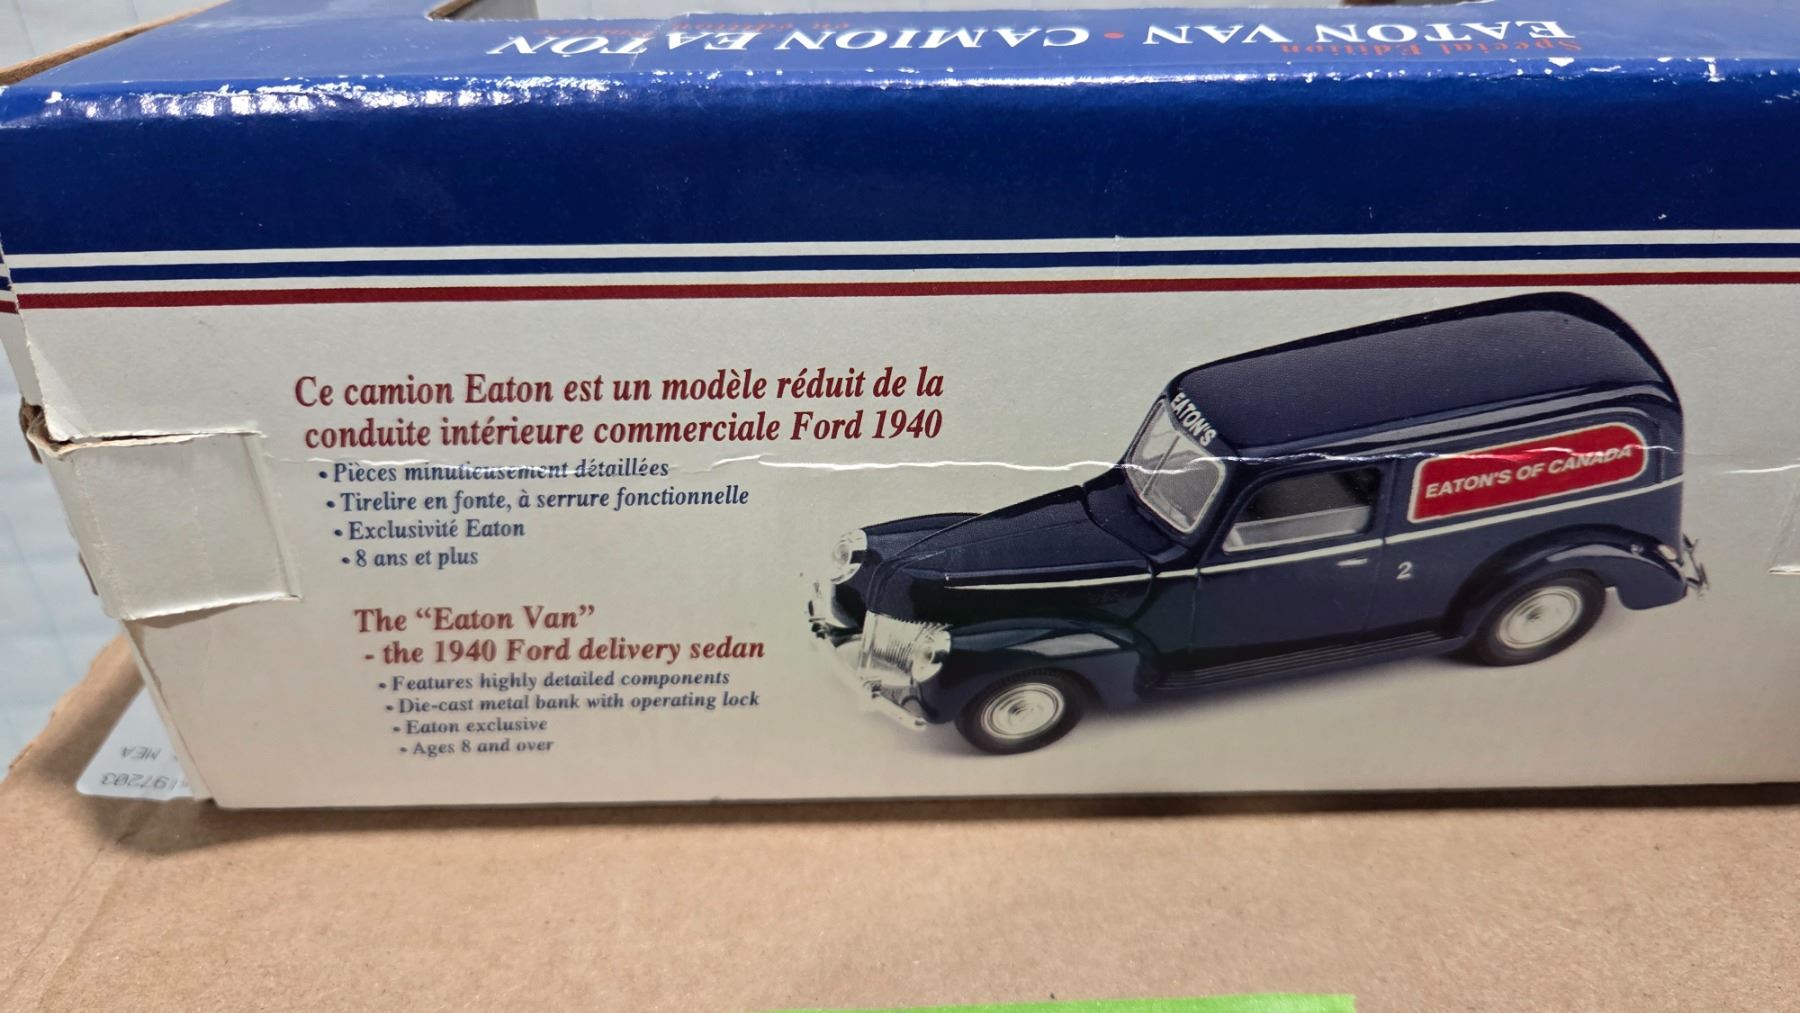 EATON VAN • CAMION EATON
Special Edition
Ce camion Eaton est un modèle réduit de la
conduite intérieure commerciale Ford 1940
• Pièces minutieusement détaillées
• Tirelire en fonte, à serrure fonctionnelle
• Exclusivité Eaton
• 8 ans et plus
The “Eaton Van”
- the 1940 Ford delivery sedan
• Features highly detailed components
• Die-cast metal bank with operating lock
• Eaton exclusive
• Ages 8 and over
EATON'S
EATON'S OF CANADA
2
MEA
97203